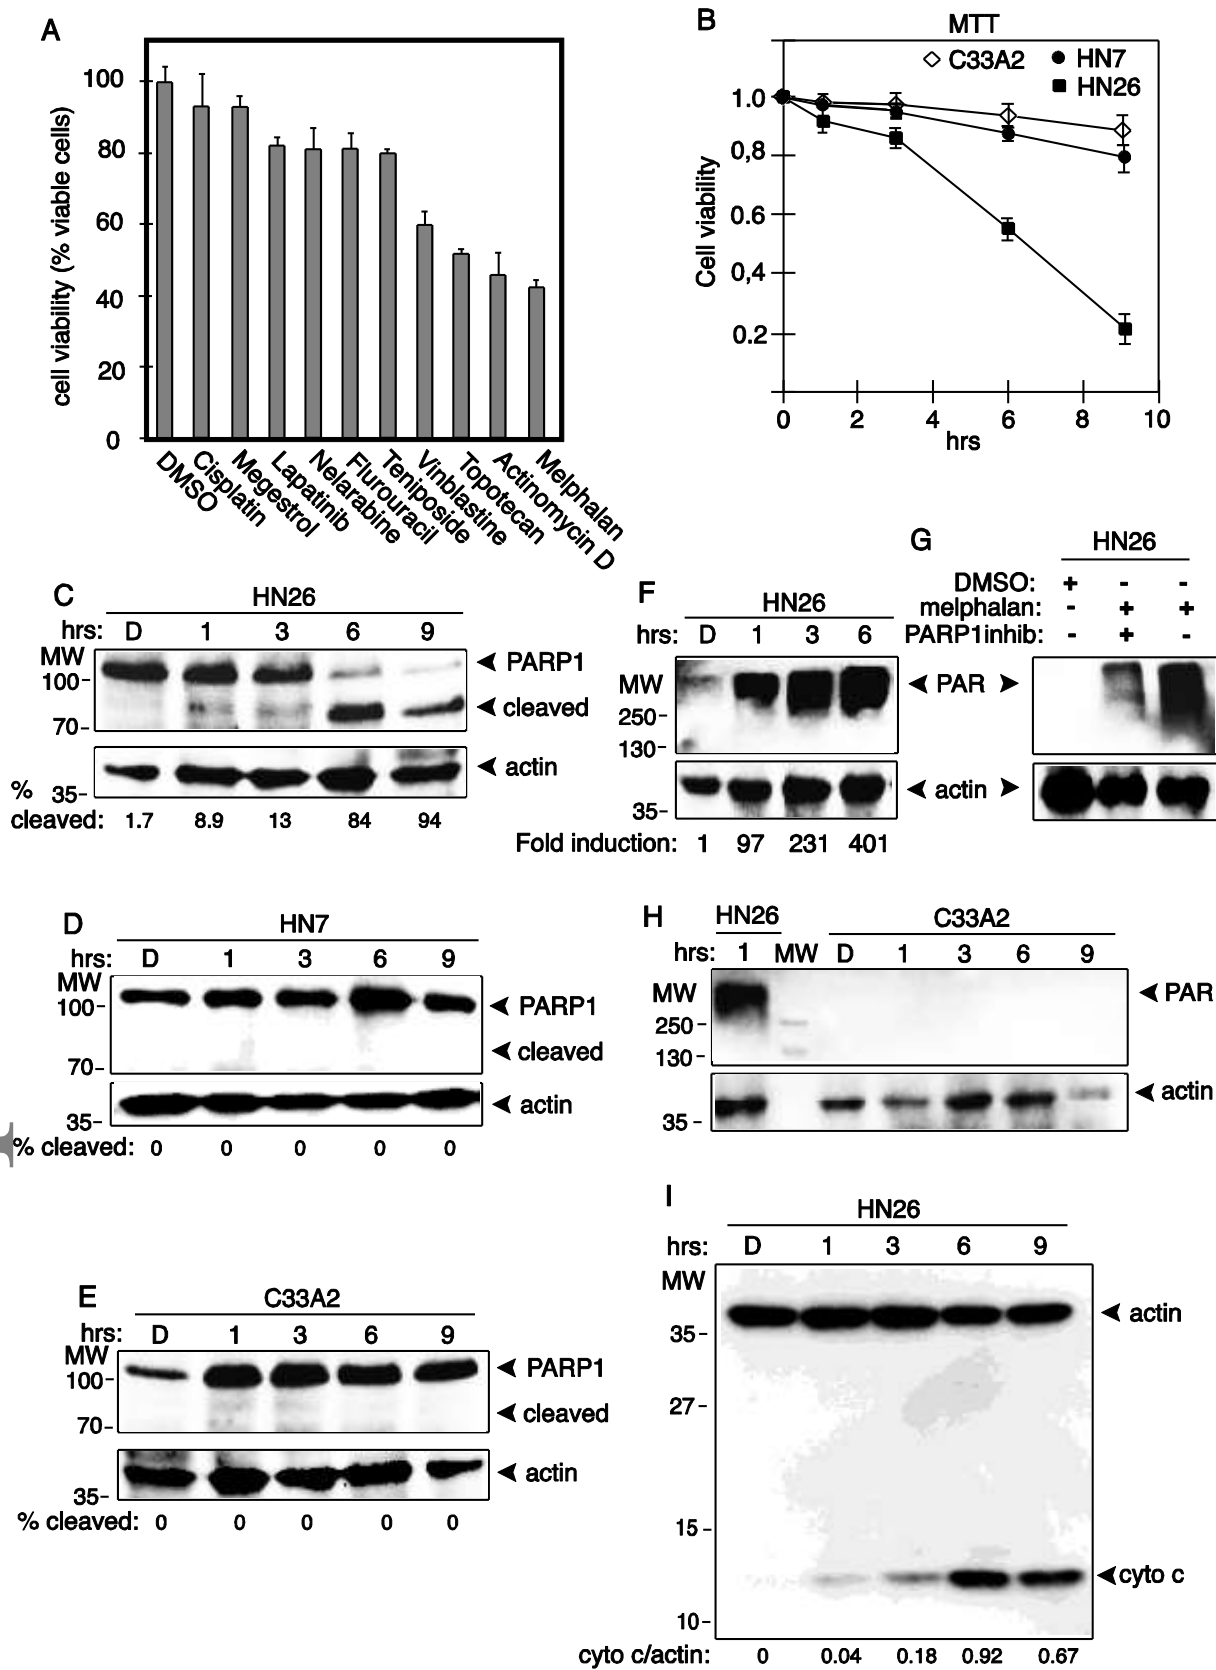 A
cell viability (% viable cells)
100
80
60
40
20
0
DMSO
Cisplatin
Megestrol
Lapatinib
Nelarabine
Flurouracil
Teniposide
Vinblastine
Topotecan
Actinomycin D
Melphalan
B
MTT
C33A2
HN7
HN26
Cell viability
1.0
0,8
0.6
0,4
0.2
0 2 4 6 8 10
hrs
C
HN26
hrs: D 1 3 6 9
MW
100-
70-
PARP1
cleaved
actin
35-
%
cleaved: 1.7 8.9 13 84 94
F
HN26
hrs: D 1 3 6
MW
250-
130-
PAR
actin
35-
Fold induction: 1 97 231 401
G
HN26
DMSO: + - -
melphalan: - + +
PARP1inhib: - + -
D
HN7
hrs: D 1 3 6 9
MW
100-
70-
PARP1
cleaved
actin
35-
% cleaved: 0 0 0 0 0
H
HN26 C33A2
hrs: 1 MW D 1 3 6 9
MW
250-
130-
PAR
actin
35-
E
C33A2
hrs: D 1 3 6 9
MW
100-
70-
PARP1
cleaved
actin
35-
% cleaved: 0 0 0 0 0
I
HN26
hrs: D 1 3 6 9
MW
35-
27-
15-
10-
actin
cyto c
cyto c/actin: 0 0.04 0.18 0.92 0.67